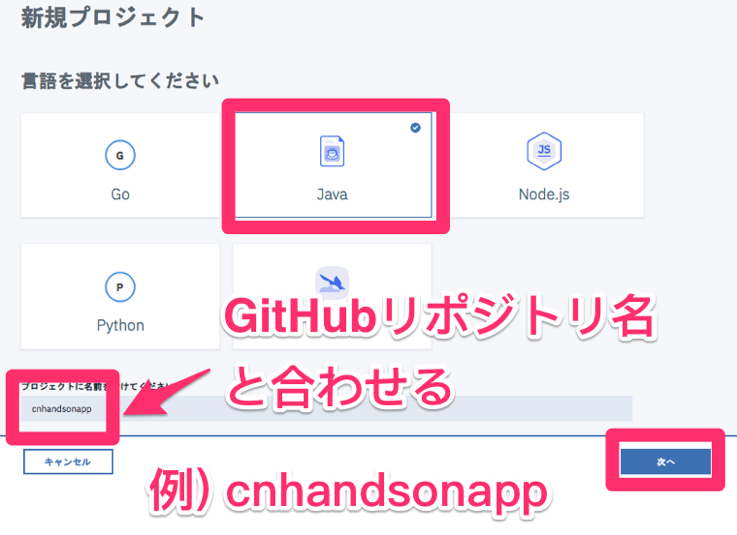 新規プロジェクト
言語を選択してください
G
Go
Java
JS
Node.js
P
Python
GitHubリポジトリ名
と合わせる
プロジェクトに名前を
けてくださ
cnhandsonapp
キャンセル
次へ
例) cnhandsonapp